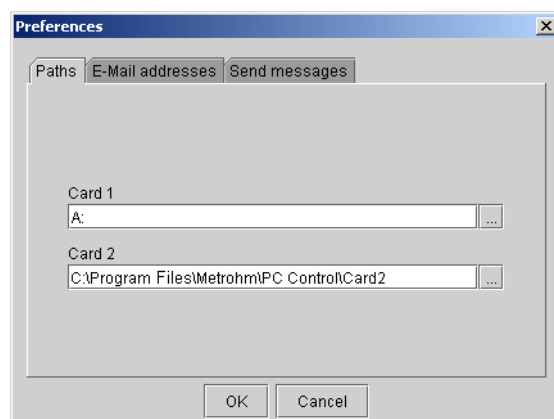 Preferences
Paths E-Mail addresses Send messages
Card 1
A:
...
Card 2
C:\Program Files\Metrohm\PC Control\Card2
...
OK Cancel